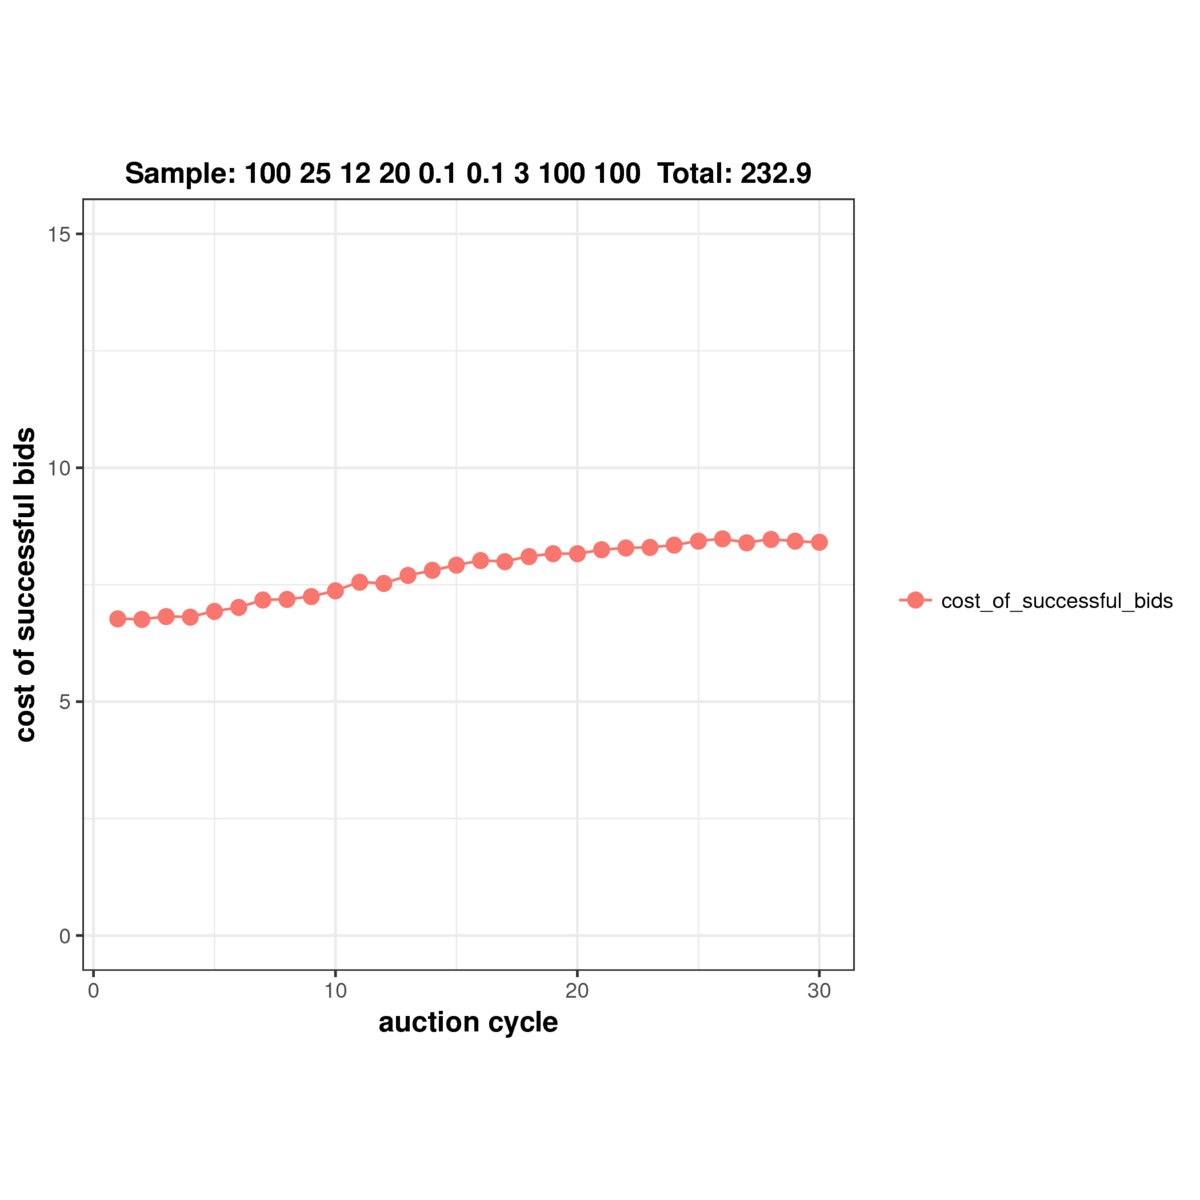 Sample: 100 25 12 20 0.1 0.1 3 100 100  Total: 232.9
15
10
5
0
cost of successful bids
0 10 20 30
auction cycle
cost_of_successful_bids